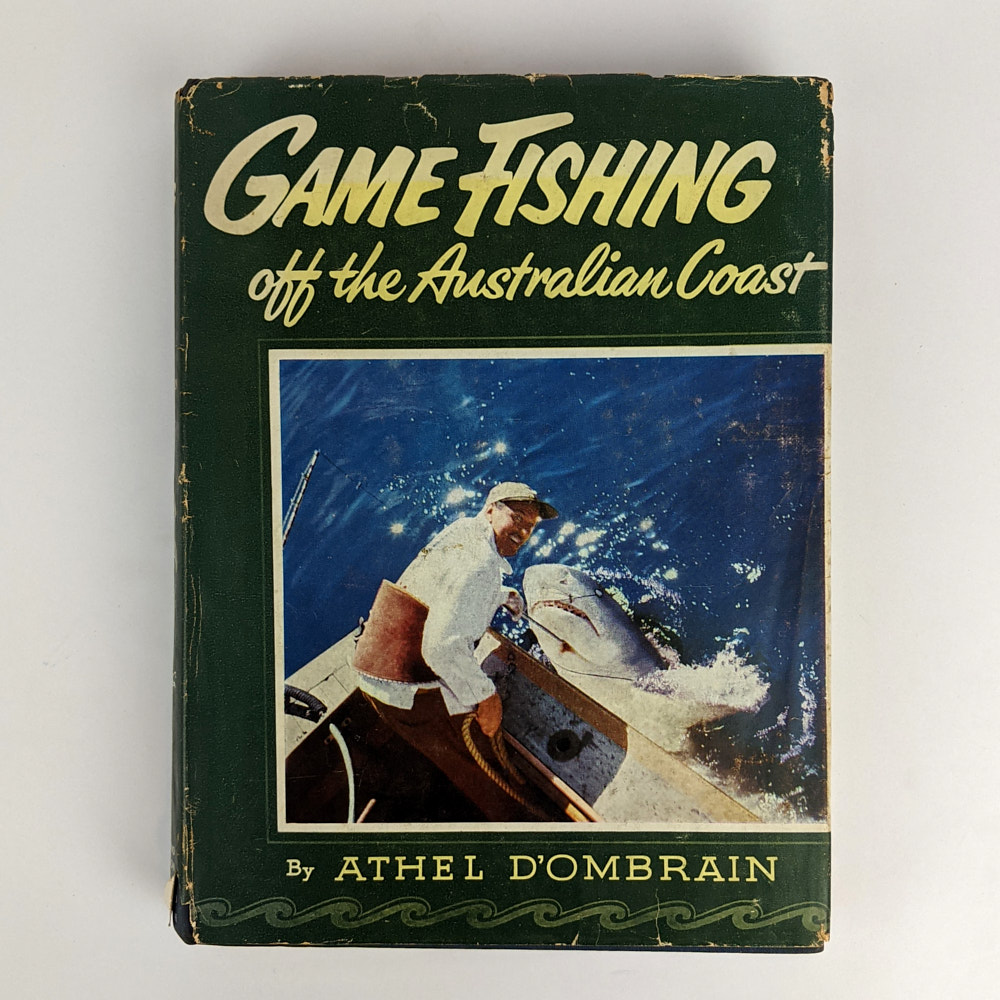 GAME FISHING
off the Australian Coast
By ATHEL D'OMBRAIN